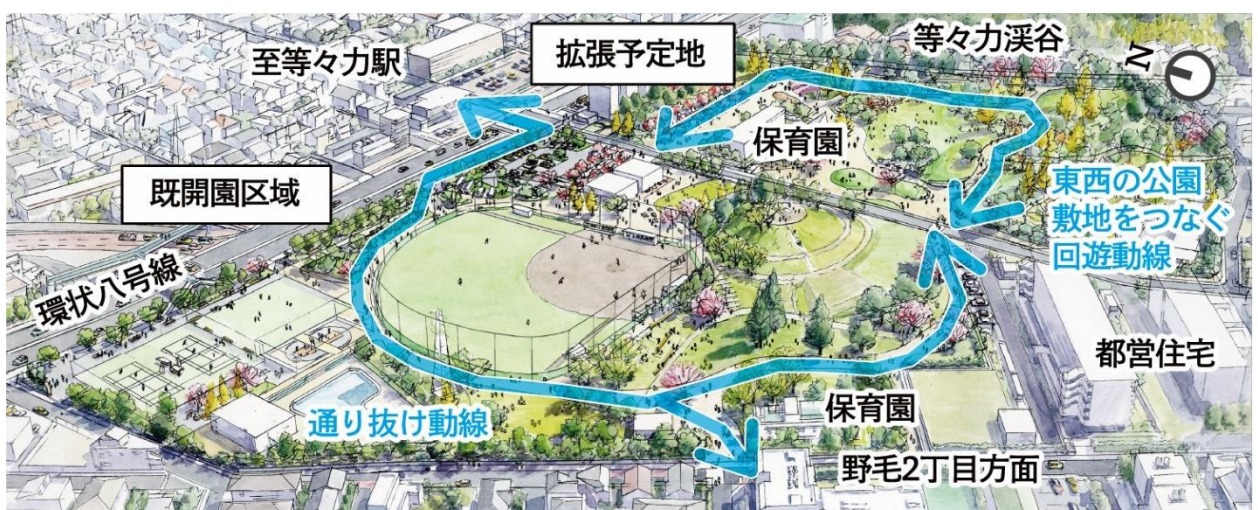 等々力渓谷
至等々力駅
拡張予定地
N
保育園
既開園区域
東西の公園
敷地をつなぐ
回遊動線
環状八号線
都営住宅
通り抜け動線
保育園
野毛2丁目方面